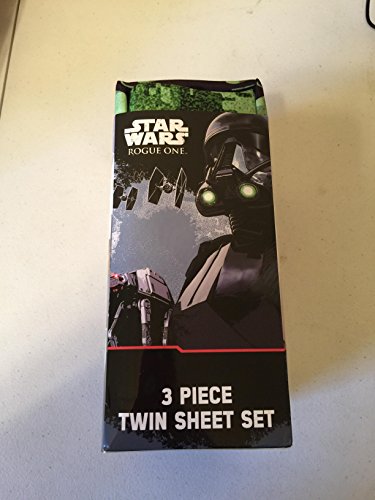 STAR
WARS
ROGUE ONE
3 PIECE
TWIN SHEET SET